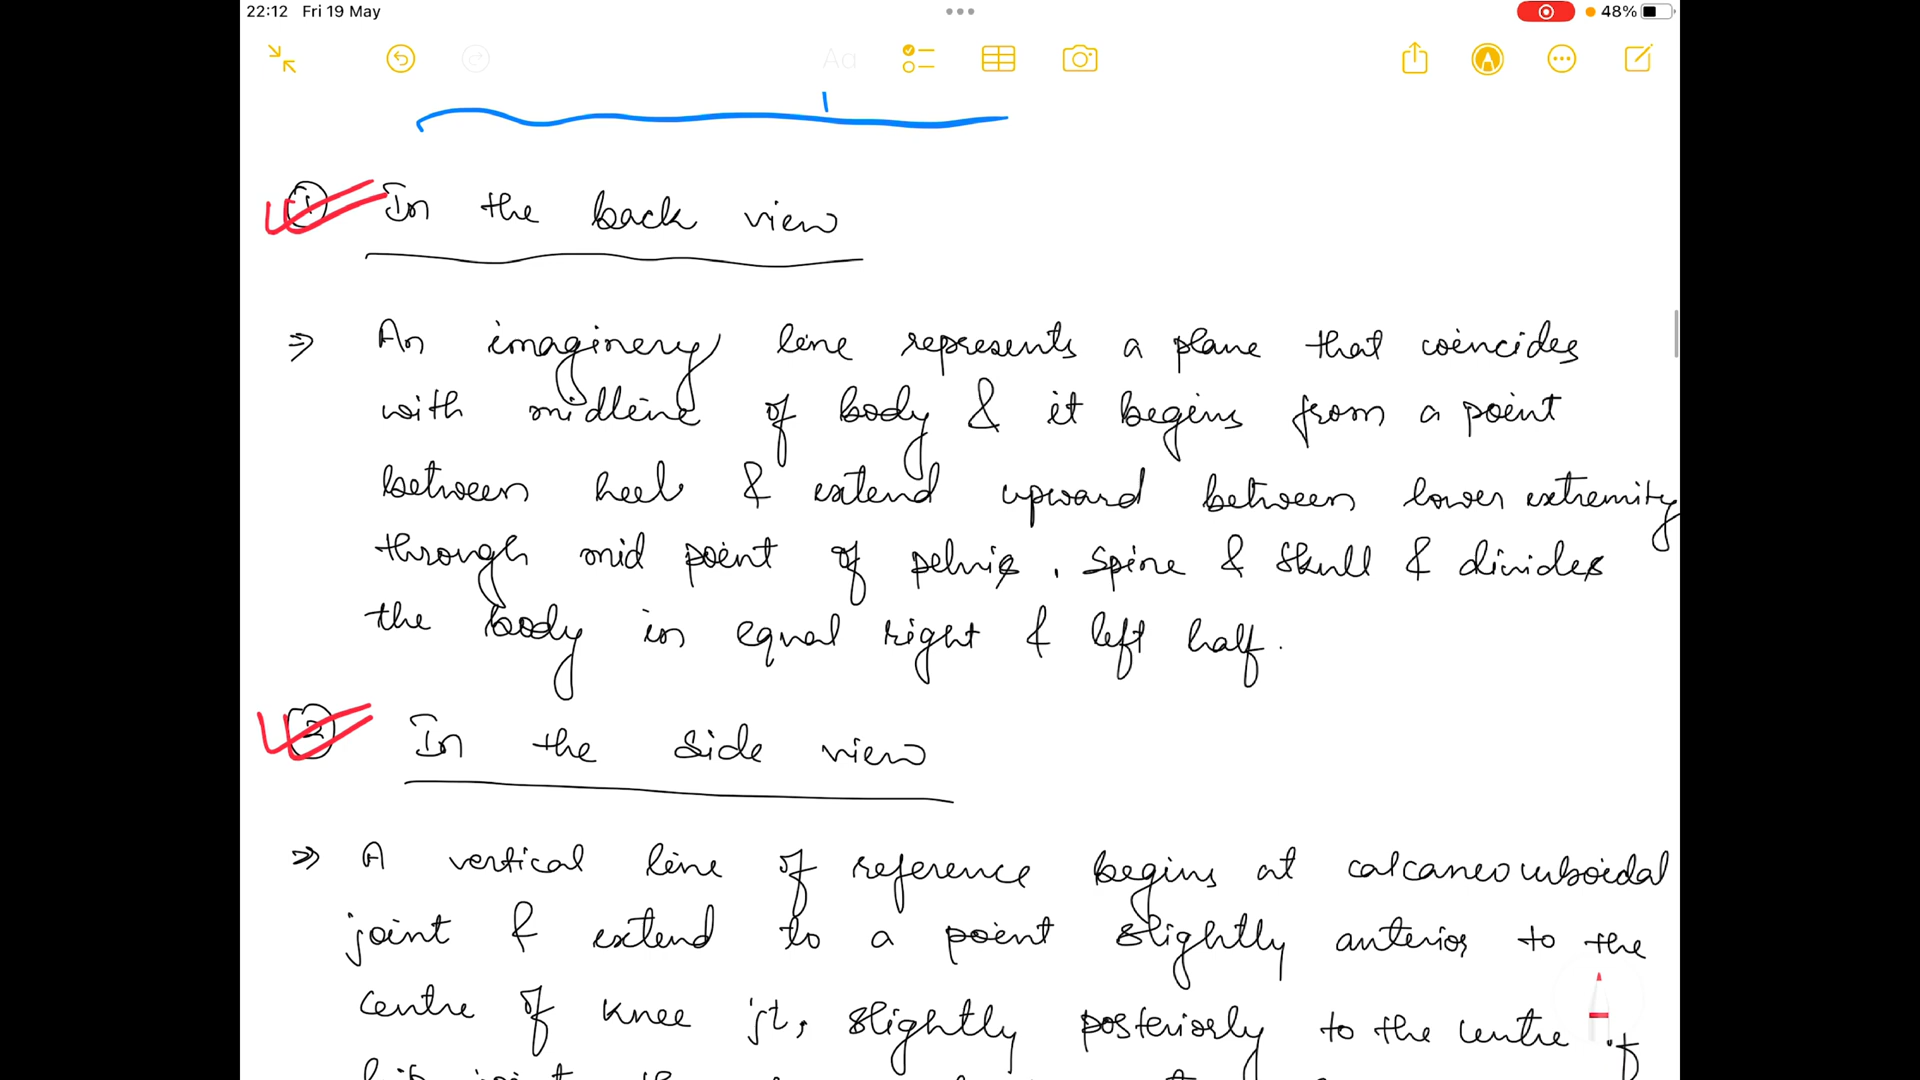 22:12 Fri 19 May
48%
Aa
① In the back view
⇒ An imaginery line represents a plane that coincides
with midline of body & it begins from a point
between heel & extend upward between lower extremity
through mid point of pelvis, spine & skull & divides
the body in equal right & left half.
② In the side view
⇒ A vertical line of reference begins at calcaneocuboidal
joint & extend to a point slightly anterior to the
centre of knee jt, slightly posteriorly to the centre of